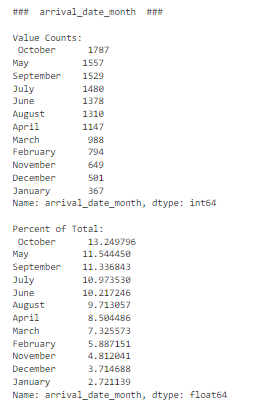 ### arrival_date_month ###
Value Counts:
October 1787
May 1557
September 1529
July 1480
June 1378
August 1310
April 1147
March 988
February 794
November 649
December 501
January 367
Name: arrival_date_month, dtype: int64
Percent of Total:
October 13.249796
May 11.544450
September 11.336843
July 10.973530
June 10.217246
August 9.713057
April 8.504486
March 7.325573
February 5.887151
November 4.812041
December 3.714688
January 2.721139
Name: arrival_date_month, dtype: float64